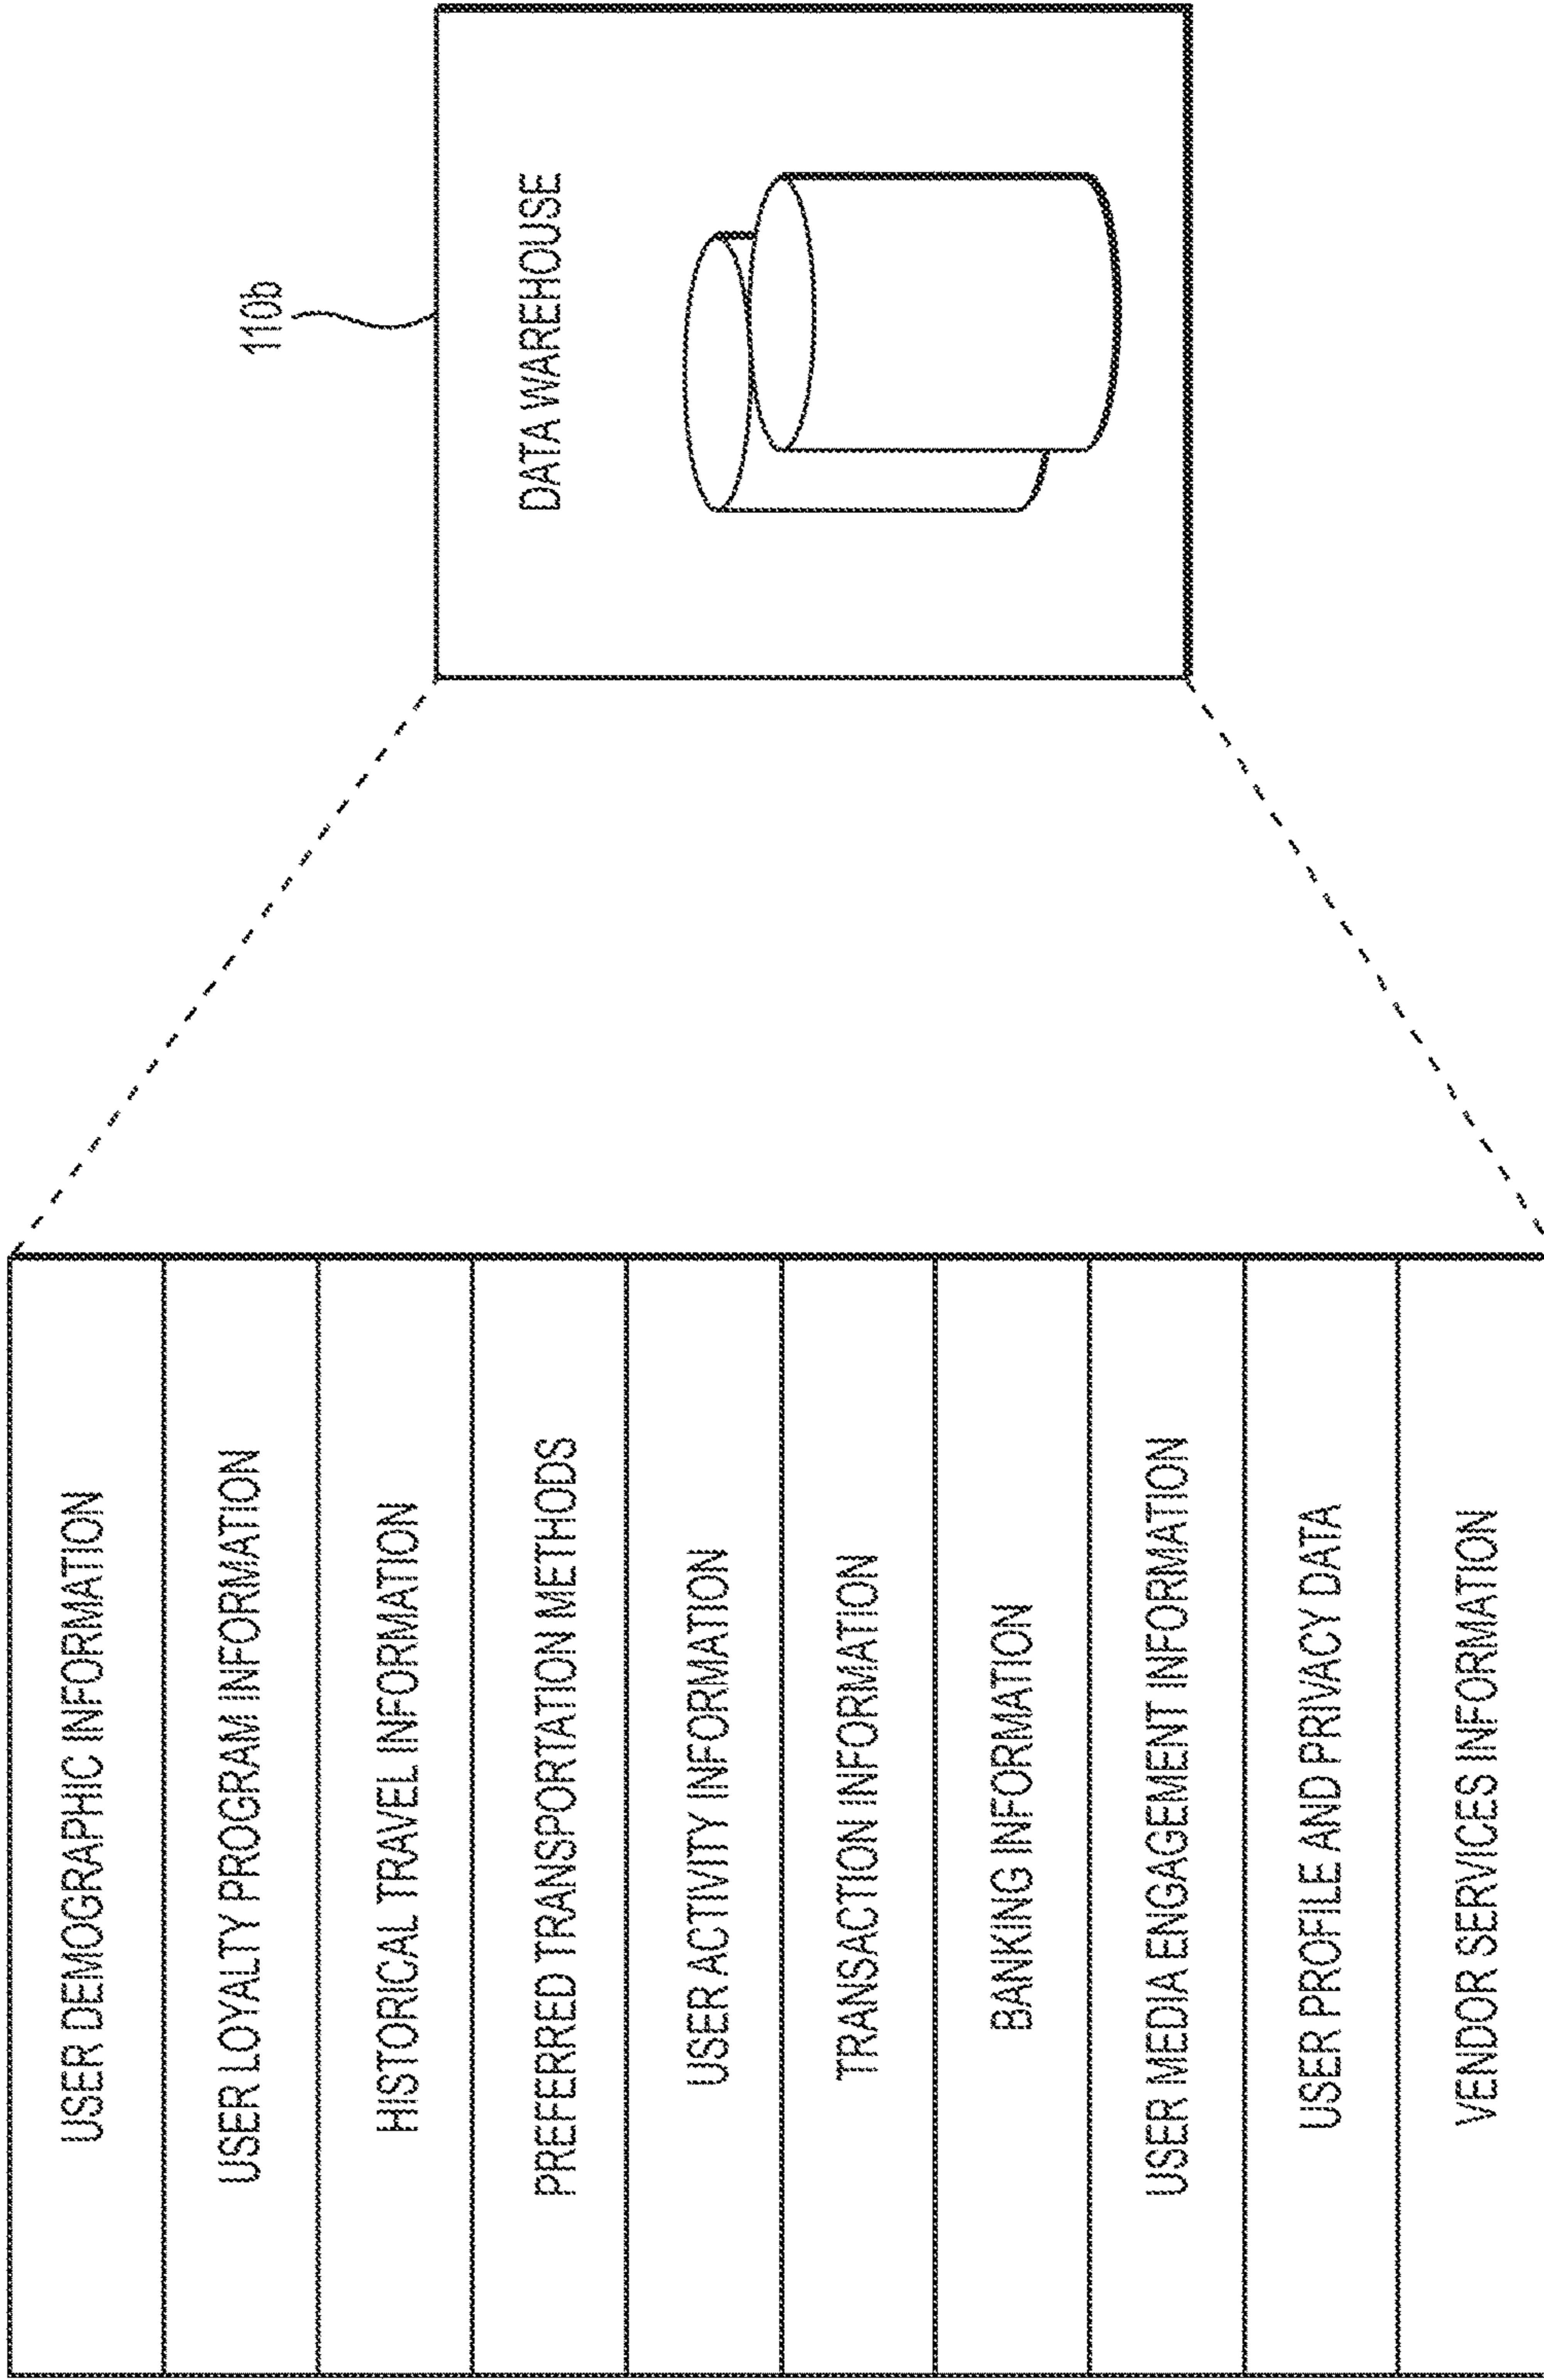 USER DEMOGRAPHIC INFORMATION
USER LOYALTY PROGRAM INFORMATION
HISTORICAL TRAVEL INFORMATION
PREFERRED TRANSPORTATION METHODS
USER ACTIVITY INFORMATION
TRANSACTION INFORMATION
BANKING INFORMATION
USER MEDIA ENGAGEMENT INFORMATION
USER PROFILE AND PRIVACY DATA
VENDOR SERVICES INFORMATION
110b
DATA WAREHOUSE